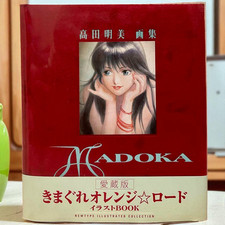 高田明美 画集
MADOKA
愛蔵版
きまぐれオレンジ☆ロード
イラストBOOK
NEWTYPE ILLUSTRATED COLLECTION